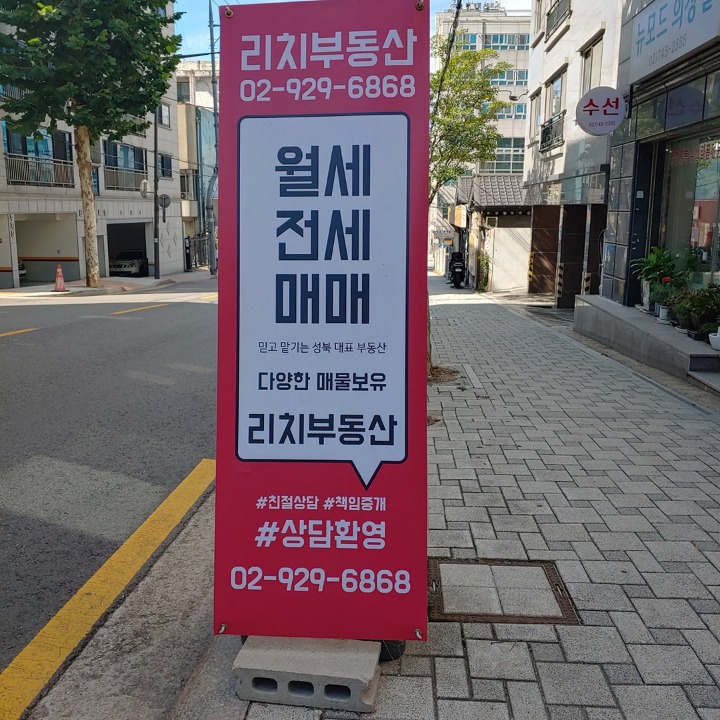 리치부동산
02-929-6868
월세
전세
매매
믿고 맡기는 성북 대표 부동산
다양한 매물보유
리치부동산
#친절상담 #책임중개
#상담환영
02-929-6868
뉴모드 의상실
수선